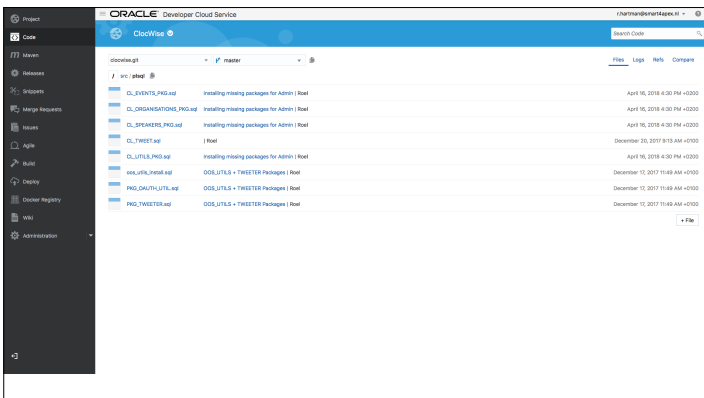 Project
Code
Maven
Releases
Snippets
Merge Requests
Issues
Agile
Build
Deploy
Docker Registry
Wiki
Administration
ORACLE® Developer Cloud Service
r.hartman@smart4apex.nl
ClocWise
Search Code
clocwise.git
master
Files Logs Refs Compare
/ src / plsql
CL_EVENTS_PKG.sql Installing missing packages for Admin | Roel April 16, 2018 4:30 PM +0200
CL_ORGANISATIONS_PKG.sql Installing missing packages for Admin | Roel April 16, 2018 4:30 PM +0200
CL_SPEAKERS_PKG.sql Installing missing packages for Admin | Roel April 16, 2018 4:30 PM +0200
CL_TWEET.sql | Roel December 20, 2017 9:13 AM +0100
CL_UTILS_PKG.sql Installing missing packages for Admin | Roel April 16, 2018 4:30 PM +0200
oos_utils_install.sql OOS_UTILS + TWEETER Packages | Roel December 17, 2017 11:49 AM +0100
PKG_OAUTH_UTIL.sql OOS_UTILS + TWEETER Packages | Roel December 17, 2017 11:49 AM +0100
PKG_TWEETER.sql OOS_UTILS + TWEETER Packages | Roel December 17, 2017 11:49 AM +0100
+ File